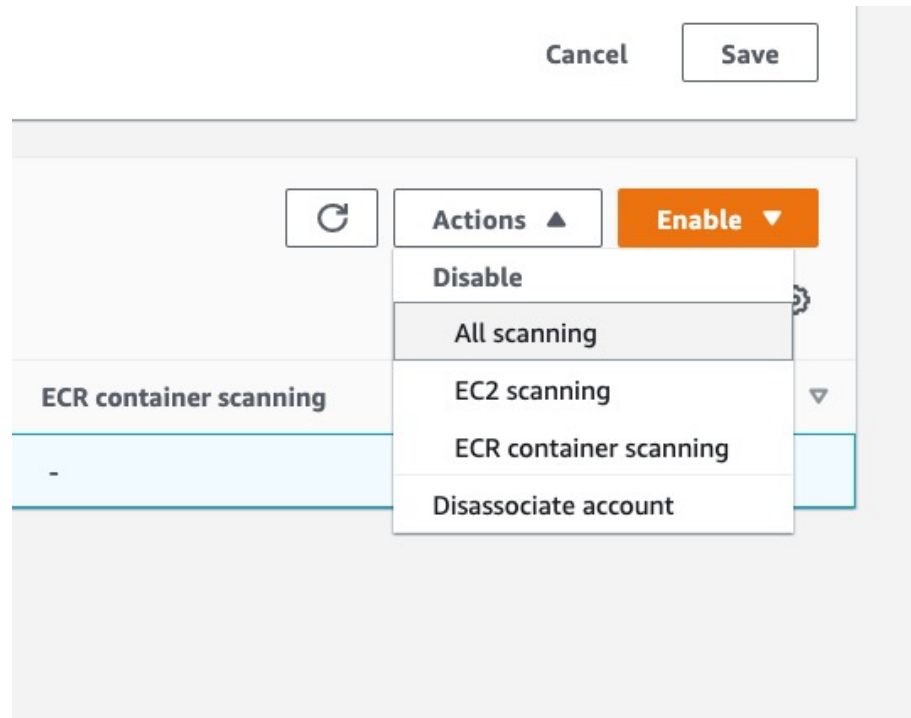 Cancel Save
Actions Enable
Disable
All scanning
ECR container scanning
EC2 scanning
ECR container scanning
-
Disassociate account